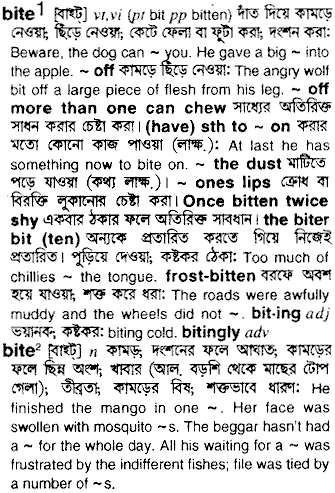 bite¹ [বাইট] vt,vi (pt bit pp bitten) দাঁত দিয়ে কামড়ে
নেওয়া; ছিঁড়ে নেওয়া; কেটে ফেলা বা ফুটা করা; দংশন করা:
Beware, the dog can ~ you. He gave a big ~ into
the apple. ~ off কামড়ে ছিঁড়ে নেওয়া: The angry wolf
bit off a large piece of flesh from his leg. ~ off
more than one can chew সাধ্যের অতিরিক্ত
সাধন করার চেষ্টা করা। (have) sth to ~ on করার
মতো কোনো কাজ পাওয়া (লাক্ষ.): At last he has
something now to bite on. ~ the dust মাটিতে
পড়ে যাওয়া (কথ্য লাক্ষ.)। ~ ones lips ক্রোধ বা
বিরক্তি লুকানোর চেষ্টা করা। Once bitten twice
shy একবার ঠকার ফলে অতিরিক্ত সাবধান। the biter
bit (ten) অন্যকে প্রতারিত করতে গিয়ে নিজেই
প্রতারিত। পুড়িয়ে দেওয়া; কষ্টকর ঠেকা: Too much of
chillies ~ the tongue. frost-bitten বরফে অবশ
হয়ে যাওয়া; শক্ত করে ধরা: The roads were awfully
muddy and the wheels did not ~. bit-ing adj
ভয়ানক; কষ্টকর: biting cold. bitingly adv
bite² [বাইট] n কামড়; দংশনের ফলে আঘাত; কামড়ের
ফলে ছিন্ন অংশ; খাবার (আল. বড়শি থেকে মাছের টোপ
গেলা); তীব্রতা; কামড়ের বিষ; শক্তভাবে ধারণ: He
finished the mango in one ~. Her face was
swollen with mosquito ~s. The beggar hasn't had
a ~ for the whole day. All his waiting for a ~ was
frustrated by the indifferent fishes; file was tied by
a number of ~s.